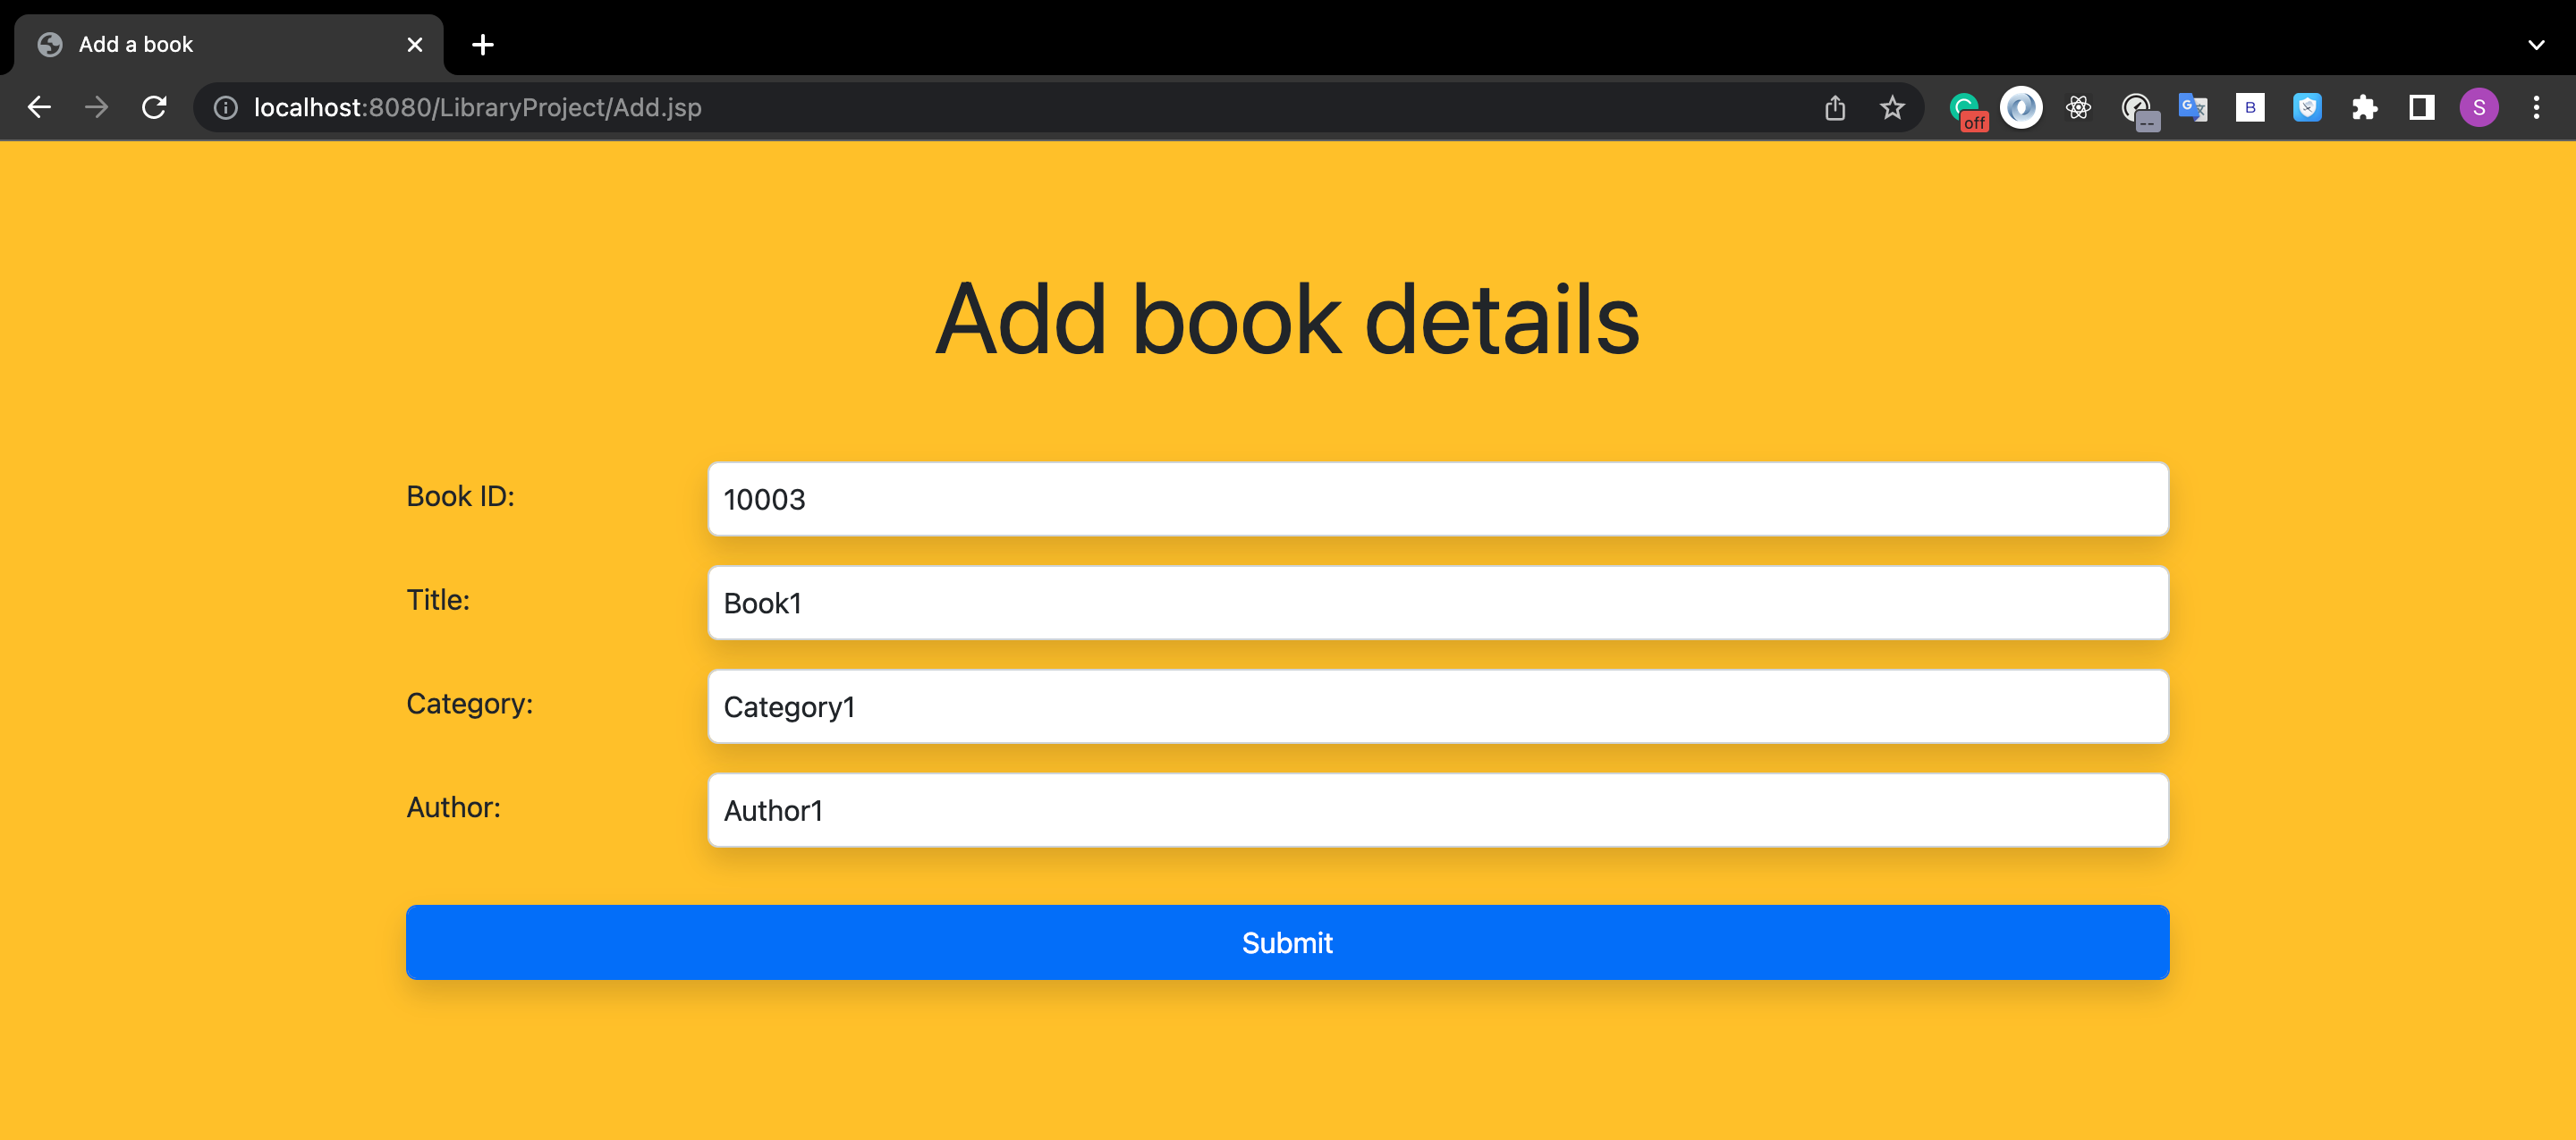 Add a book
localhost:8080/LibraryProject/Add.jsp
off
--
G
B
S
Add book details
Book ID: 10003
Title: Book1
Category: Category1
Author: Author1
Submit